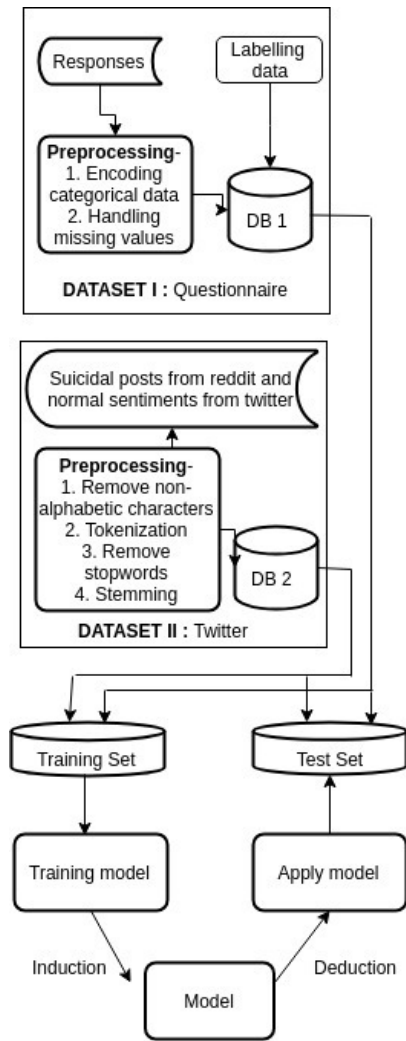 Responses
Labelling
data
Preprocessing-
1. Encoding
categorical data
2. Handling
missing values
DB 1
DATASET I : Questionnaire
Suicidal posts from reddit and
normal sentiments from twitter
Preprocessing-
1. Remove non-
alphabetic characters
2. Tokenization
3. Remove
stopwords
4. Stemming
DB 2
DATASET II : Twitter
Training Set
Test Set
Training model
Apply model
Induction
Deduction
Model